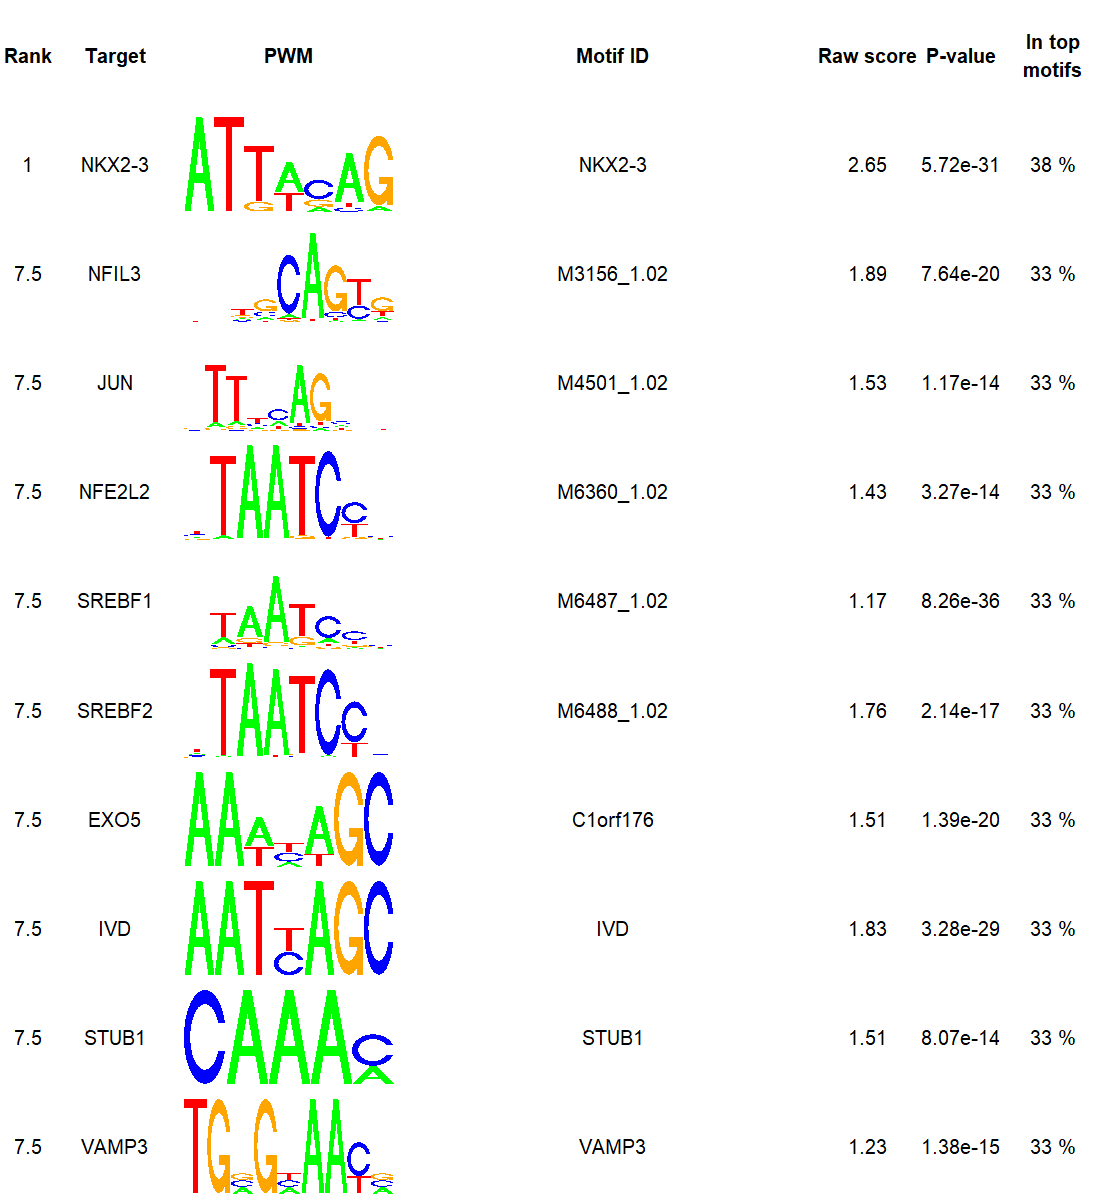 Rank Target PWM Motif ID Raw score P-value In top motifs
1 NKX2-3 NKX2-3 2.65 5.72e-31 38 %
7.5 NFIL3 M3156_1.02 1.89 7.64e-20 33 %
7.5 JUN M4501_1.02 1.53 1.17e-14 33 %
7.5 NFE2L2 M6360_1.02 1.43 3.27e-14 33 %
7.5 SREBF1 M6487_1.02 1.17 8.26e-36 33 %
7.5 SREBF2 M6488_1.02 1.76 2.14e-17 33 %
7.5 EXO5 C1orf176 1.51 1.39e-20 33 %
7.5 IVD IVD 1.83 3.28e-29 33 %
7.5 STUB1 STUB1 1.51 8.07e-14 33 %
7.5 VAMP3 VAMP3 1.23 1.38e-15 33 %